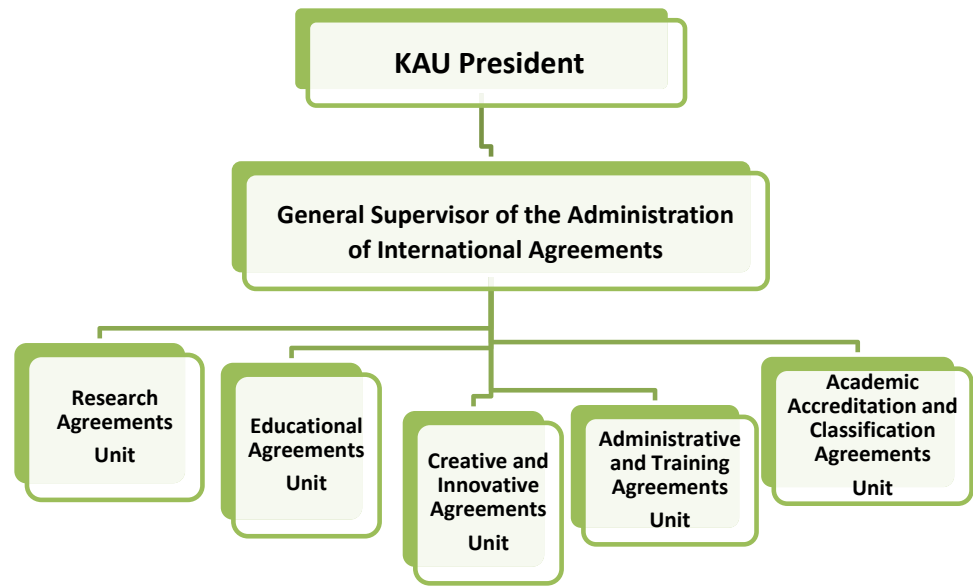 KAU President
General Supervisor of the Administration
of International Agreements
Research
Agreements
Unit
Educational
Agreements
Unit
Creative and
Innovative
Agreements
Unit
Administrative
and Training
Agreements
Unit
Academic
Accreditation and
Classification
Agreements
Unit